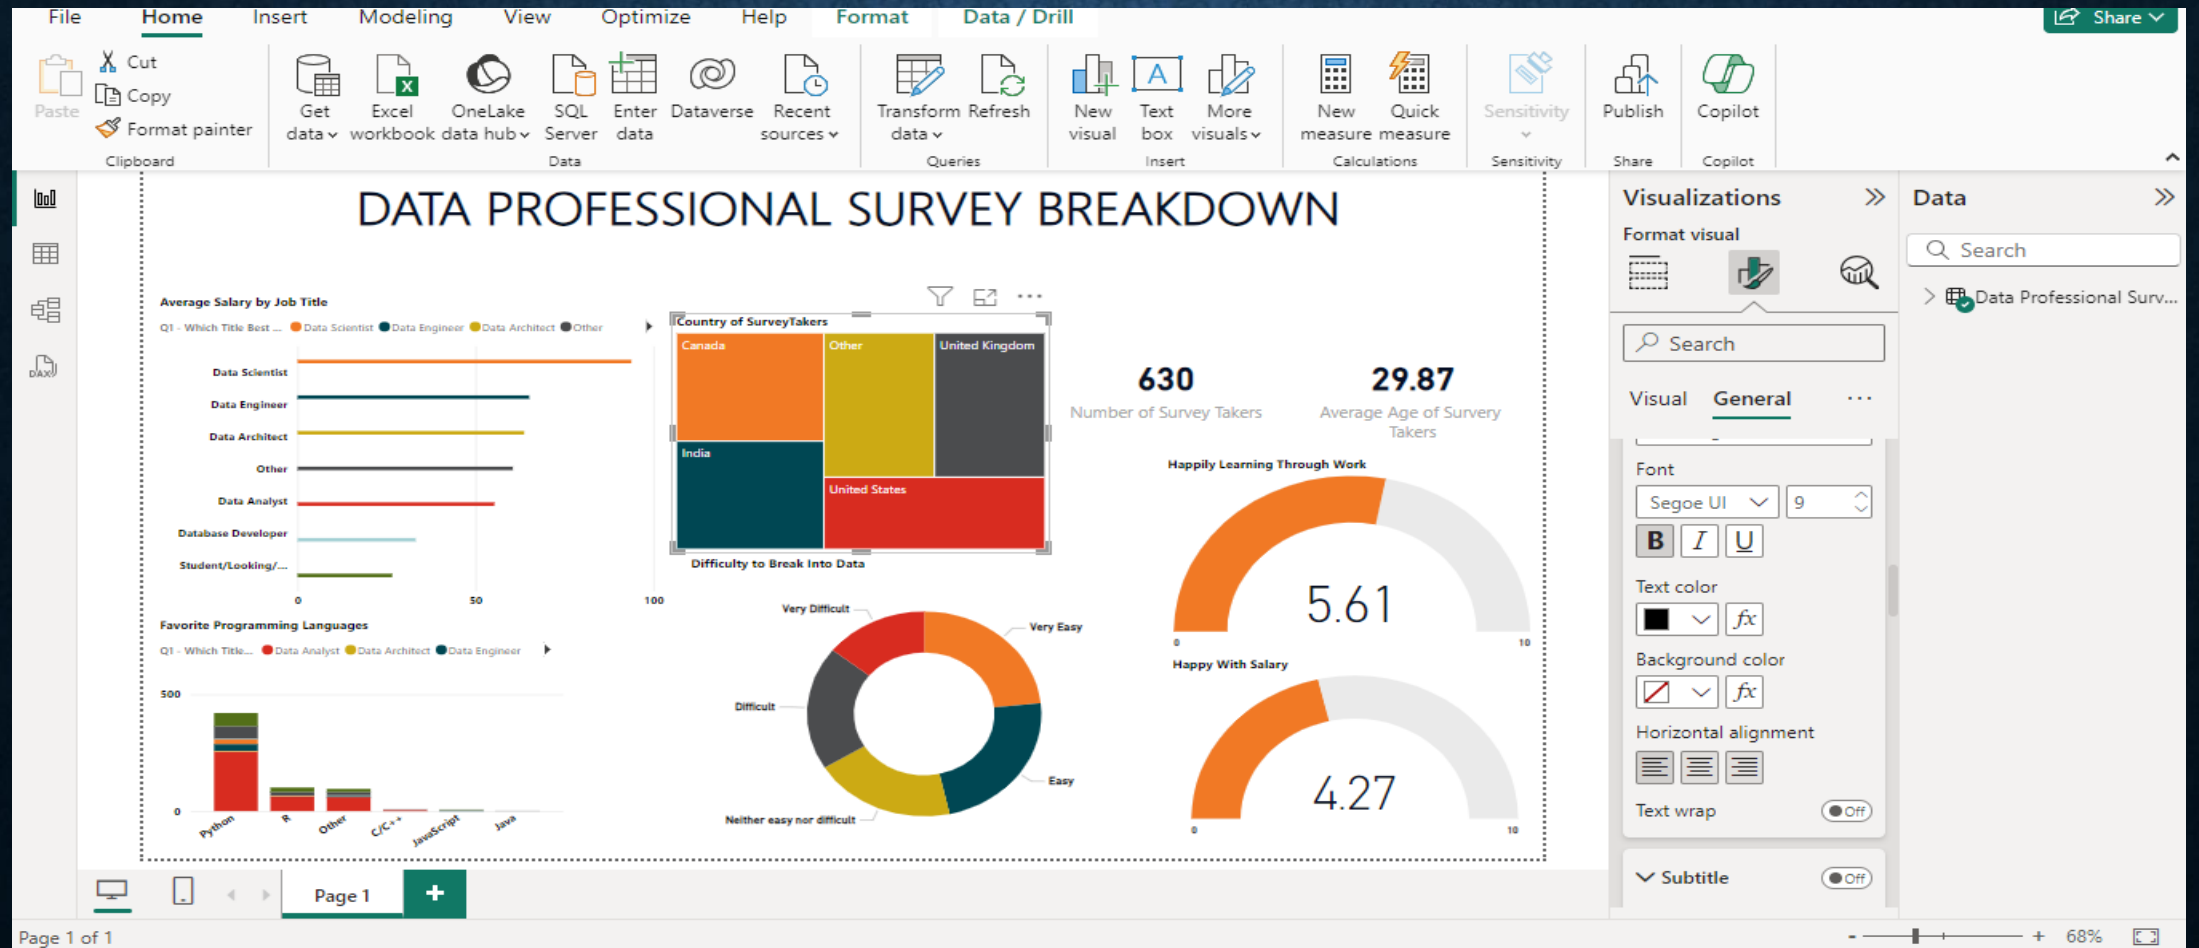 File Home Insert Modeling View Optimize Help Format Data / Drill Share
Paste
Cut
Copy
Format painter
Clipboard
Get data
Excel workbook
OneLake data hub
SQL Server
Enter data
Dataverse
Recent sources
Data
Transform data
Refresh
Queries
New visual
Text box
More visuals
Insert
New measure
Quick measure
Calculations
Sensitivity
Sensitivity
Publish
Share
Copilot
Copilot
DAX
DATA PROFESSIONAL SURVEY BREAKDOWN
Average Salary by Job Title
Q1 - Which Title Best ... Data Scientist Data Engineer Data Architect Other
Data Scientist
Data Engineer
Data Architect
Other
Data Analyst
Database Developer
Student/Looking/...
0 50 100
Favorite Programming Languages
Q1 - Which Title... Data Analyst Data Architect Data Engineer
500
0
Python R Other C/C++ JavaScript Java
Country of SurveyTakers
Canada
Other
United Kingdom
India
United States
Difficulty to Break Into Data
Very Difficult
Very Easy
Difficult
Easy
Neither easy nor difficult
630
Number of Survey Takers
29.87
Average Age of Survery
Takers
Happily Learning Through Work
5.61
0 10
Happy With Salary
4.27
0 10
Visualizations
Format visual
Search
Visual General ...
Font
Segoe UI 9
B I U
Text color
fx
Background color
fx
Horizontal alignment
Text wrap Off
Subtitle Off
Data
Search
Data Professional Surv...
Page 1 +
Page 1 of 1
- + 68%